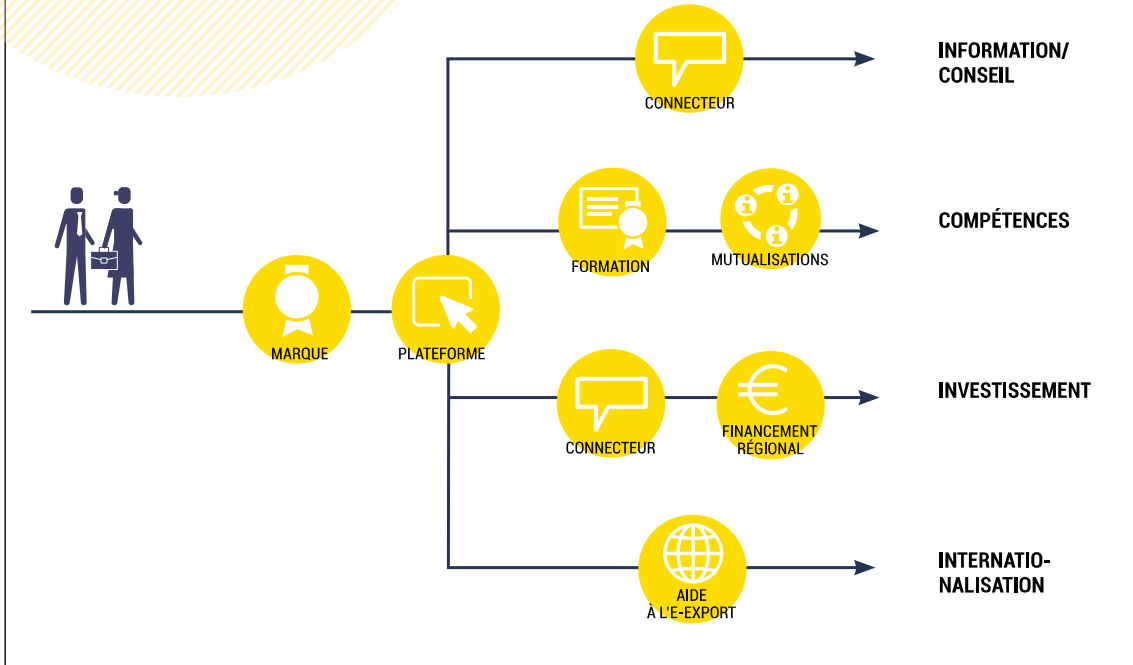 CONNECTEUR
INFORMATION/
CONSEIL
FORMATION
MUTUALISATIONS
COMPÉTENCES
MARQUE
PLATEFORME
CONNECTEUR
FINANCEMENT
RÉGIONAL
INVESTISSEMENT
AIDE
À L'E-EXPORT
INTERNATIO-
NALISATION